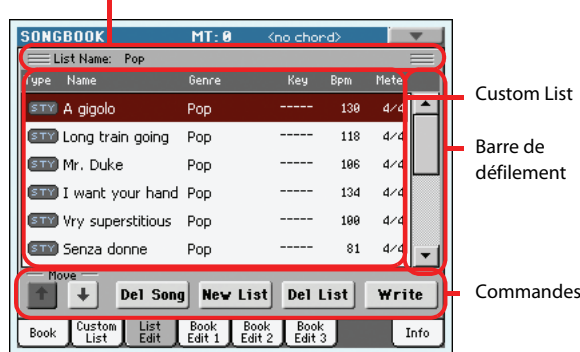 SONGBOOK MT: 0 <no chord>
List Name: Pop
Type Name Genre Key Bpm Mete
STY A gigolo Pop ----- 130 4/4
STY Long train going Pop ----- 118 4/4
STY Mr. Duke Pop ----- 106 4/4
STY I want your hand Pop ----- 134 4/4
STY Vry superstitious Pop ----- 100 4/4
STY Senza donne Pop ----- 81 4/4
Move
Del Song New List Del List Write
Book Custom List List Edit Book Edit 1 Book Edit 2 Book Edit 3 Info
Custom List
Barre de
défilement
Commandes